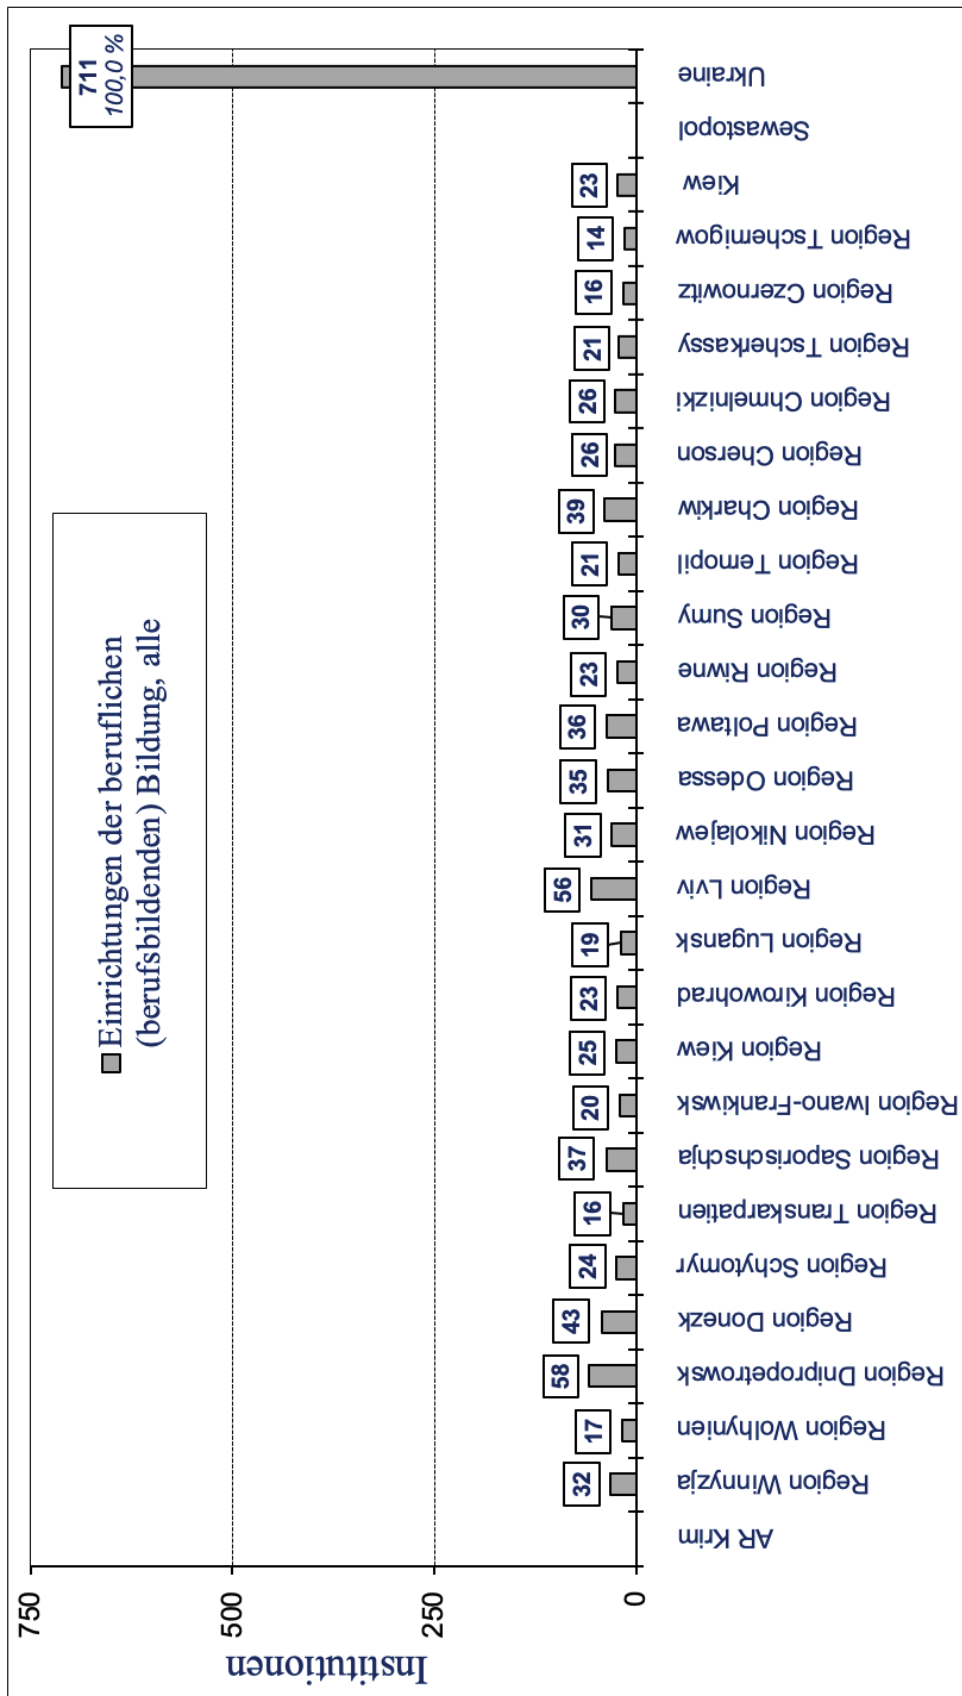 Institutionen
750
500
250
0
Einrichtungen der beruflichen
(berufsbildenden) Bildung, alle
32
17
58
43
24
16
37
20
25
23
19
56
31
35
36
23
30
21
39
26
26
21
16
14
23
711
100,0 %
AR Krim
Region Winnyzja
Region Wolhynien
Region Dnipropetrowsk
Region Donezk
Region Schytomyr
Region Transkarpatien
Region Saporischschja
Region Iwano-Frankiwsk
Region Kiew
Region Kirowohrad
Region Lugansk
Region Lviv
Region Nikolajew
Region Odessa
Region Poltawa
Region Riwne
Region Sumy
Region Ternopil
Region Charkiw
Region Cherson
Region Chmelnizki
Region Tscherkassy
Region Czernowitz
Region Tschernigow
Kiew
Sewastopol
Ukraine